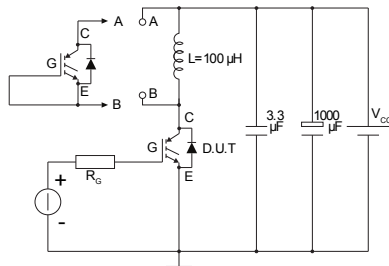 A
A
C
G
L=100 µH
E
B
B
C
3.3
µF
1000
µF
V_CC
G
D.U.T
E
R_G
+
-